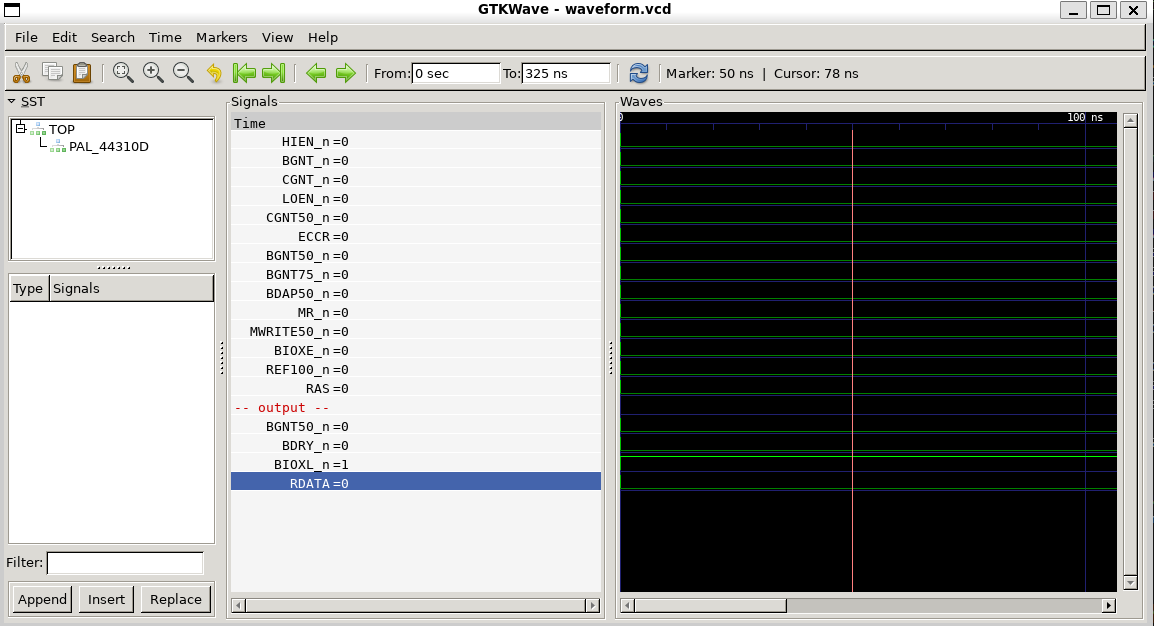 GTKWave - waveform.vcd
File Edit Search Time Markers View Help
From: 0 sec To: 325 ns Marker: 50 ns | Cursor: 78 ns
SST
TOP
PAL_44310D
Type Signals
Filter:
Append Insert Replace
Signals
Time
HIEN_n=0
BGNT_n=0
CGNT_n=0
LOEN_n=0
CGNT50_n=0
ECCR=0
BGNT50_n=0
BGNT75_n=0
BDAP50_n=0
MR_n=0
MWRITE50_n=0
BIOXE_n=0
REF100_n=0
RAS=0
-- output --
BGNT50_n=0
BDRY_n=0
BIOXL_n=1
RDATA=0
Waves
0 100 ns